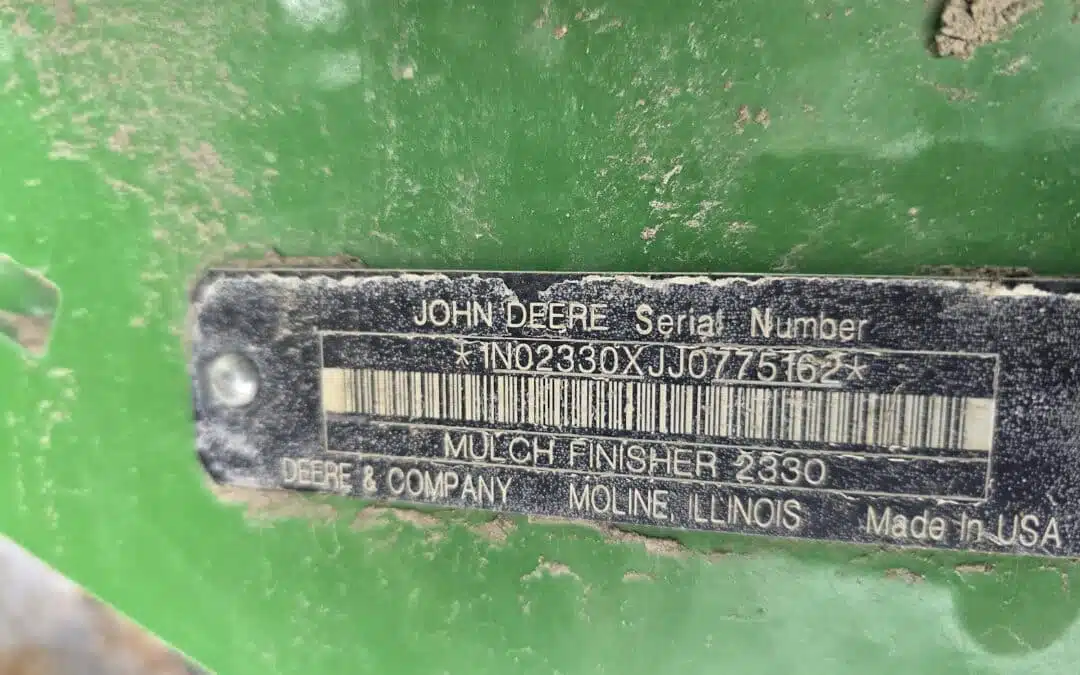 JOHN DEERE Serial Number
*1N02330XJJ0775162*
MULCH FINISHER 2330
DEERE & COMPANY MOLINE, ILLINOIS Made In USA